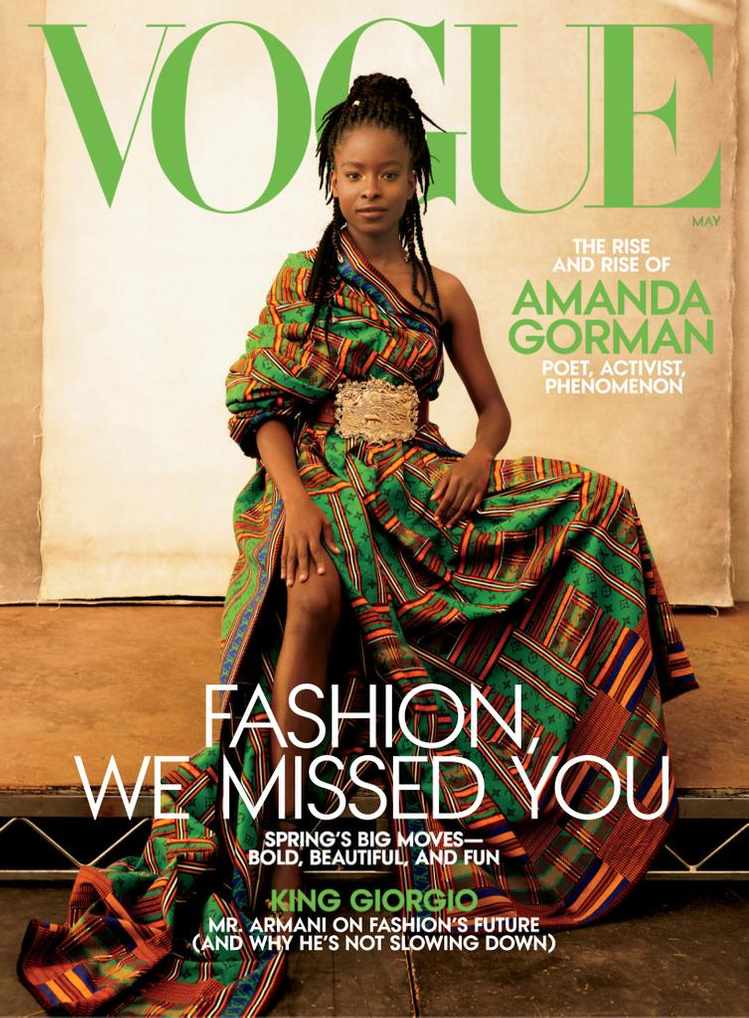 VOGUE
MAY
THE RISE
AND RISE OF
AMANDA
GORMAN
POET, ACTIVIST,
PHENOMENON
FASHION,
WE MISSED YOU
SPRING'S BIG MOVES—
BOLD, BEAUTIFUL, AND FUN
KING GIORGIO
MR. ARMANI ON FASHION'S FUTURE
(AND WHY HE'S NOT SLOWING DOWN)